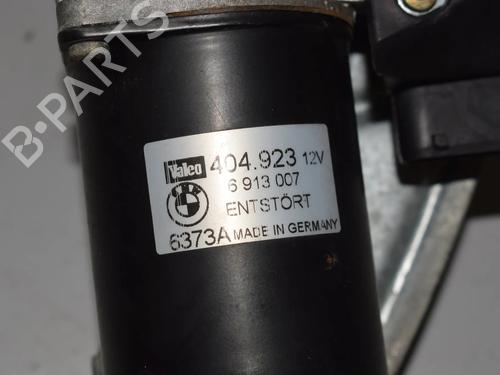 B-PARTS
Valeo 404.923 12V
6 913 007
ENTSTÖRT
6373A MADE IN GERMANY